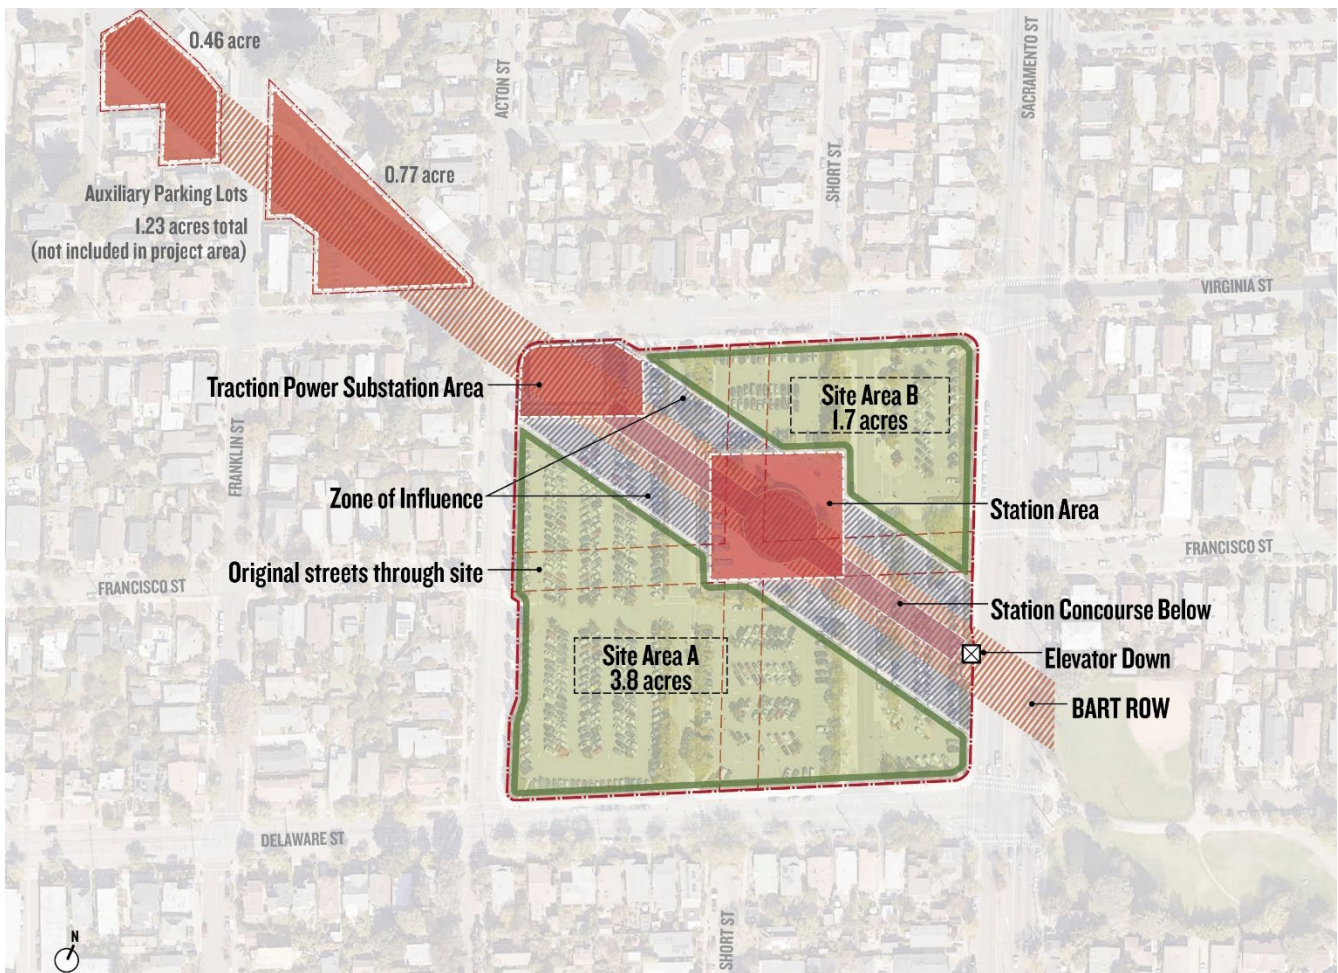 0.46 acre
ACTON ST
SACRAMENTO ST
0.77 acre
SHORT ST
Auxiliary Parking Lots
1.23 acres total
(not included in project area)
VIRGINIA ST
Traction Power Substation Area
Site Area B
1.7 acres
FRANKLIN ST
Zone of Influence
Station Area
Original streets through site
FRANCISCO ST
FRANCISCO ST
Station Concourse Below
Site Area A
3.8 acres
Elevator Down
BART ROW
DELAWARE ST
SHORT ST
N